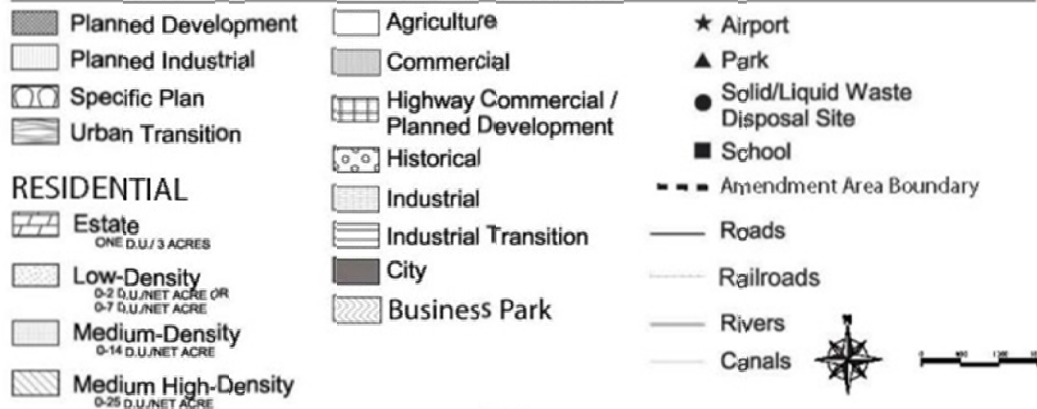 Planned Development
Planned Industrial
Specific Plan
Urban Transition
RESIDENTIAL
Estate
ONE D.U./ 3 ACRES
Low-Density
0-2 D.U./NET ACRE OR
0-7 D.U./NET ACRE
Medium-Density
0-14 D.U./NET ACRE
Medium High-Density
0-25 D.U./NET ACRE
Agriculture
Commercial
Highway Commercial /
Planned Development
Historical
Industrial
Industrial Transition
City
Business Park
Airport
Park
Solid/Liquid Waste
Disposal Site
School
Amendment Area Boundary
Roads
Railroads
Rivers
Canals
N
0